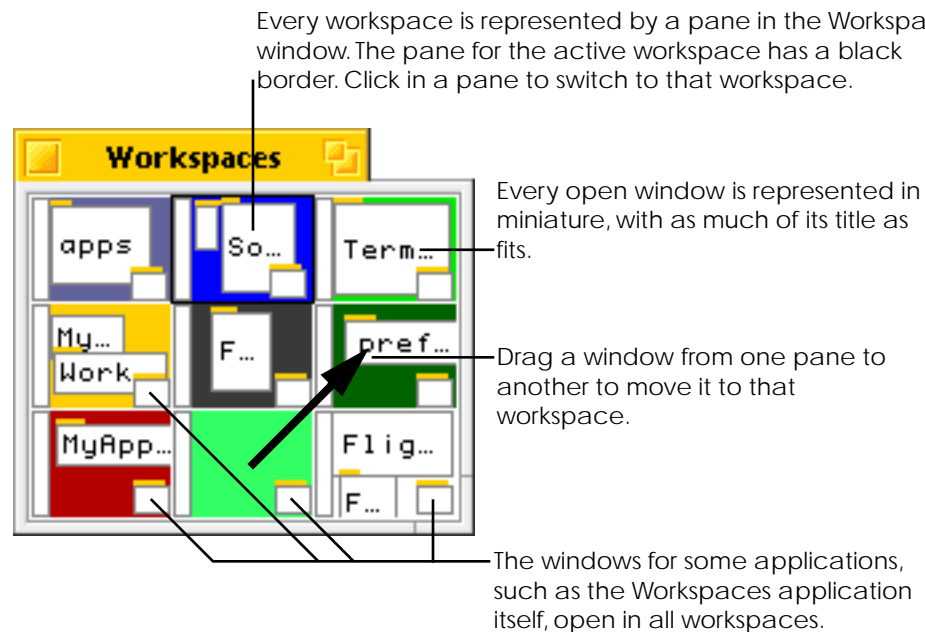 Every workspace is represented by a pane in the Workspa
window. The pane for the active workspace has a black
border. Click in a pane to switch to that workspace.
Workspaces
Every open window is represented in
miniature, with as much of its title as
fits.
apps
So...
Term...
My...
Work
F...
pref...
Drag a window from one pane to
another to move it to that
workspace.
MyApp...
Flig...
F...
The windows for some applications,
such as the Workspaces application
itself, open in all workspaces.